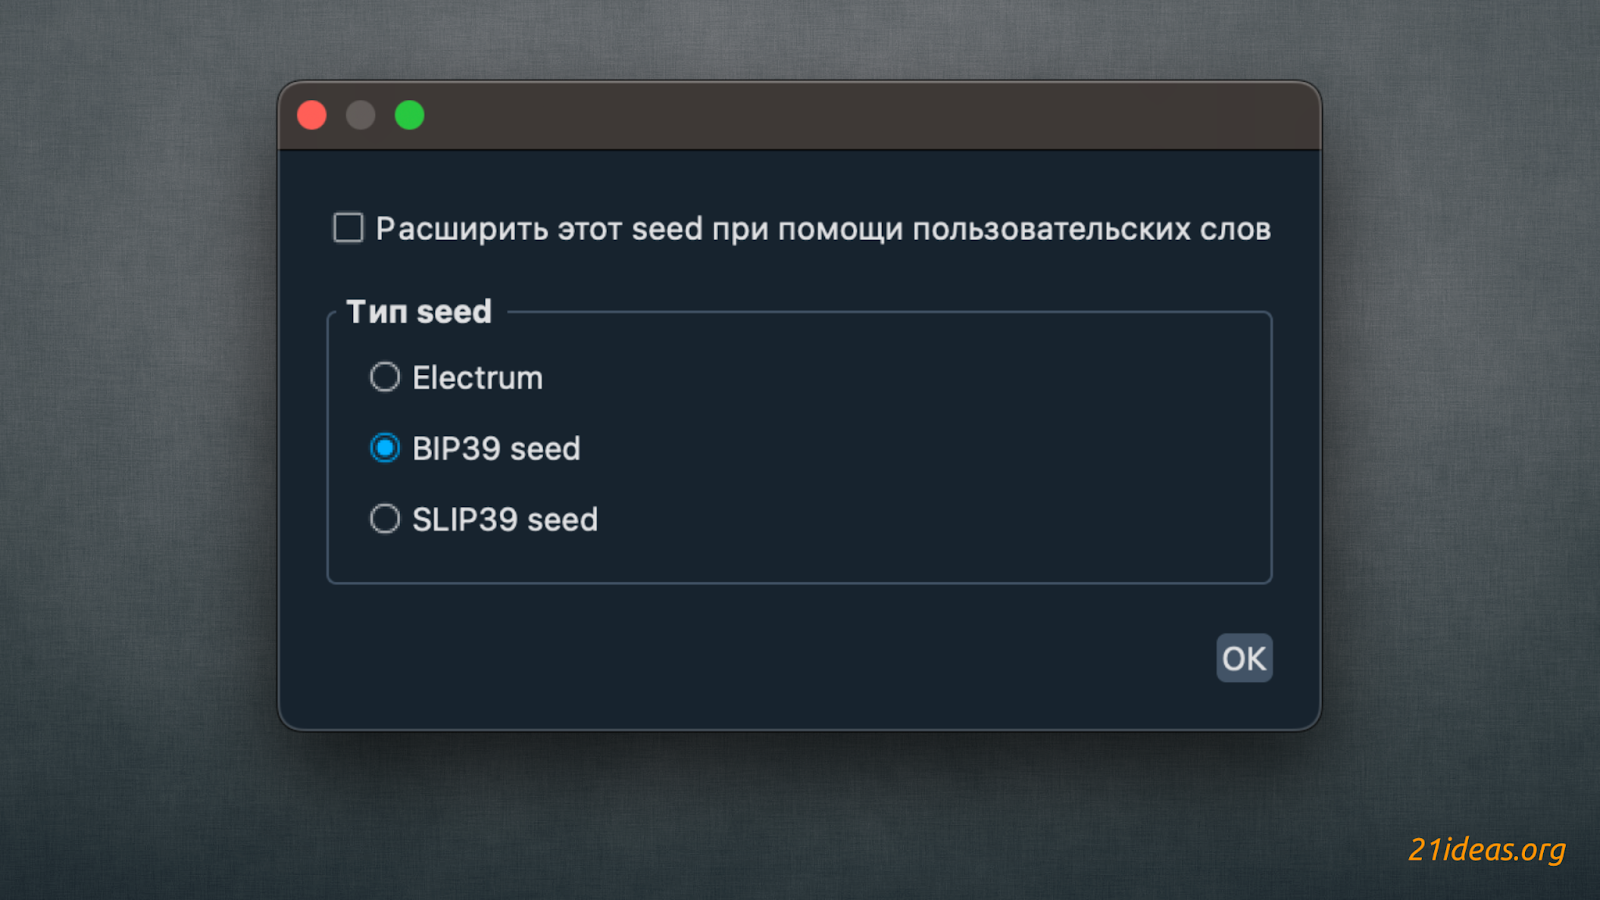 Расширить этот seed при помощи пользовательских слов
Тип seed
Electrum
BIP39 seed
SLIP39 seed
OK
21ideas.org